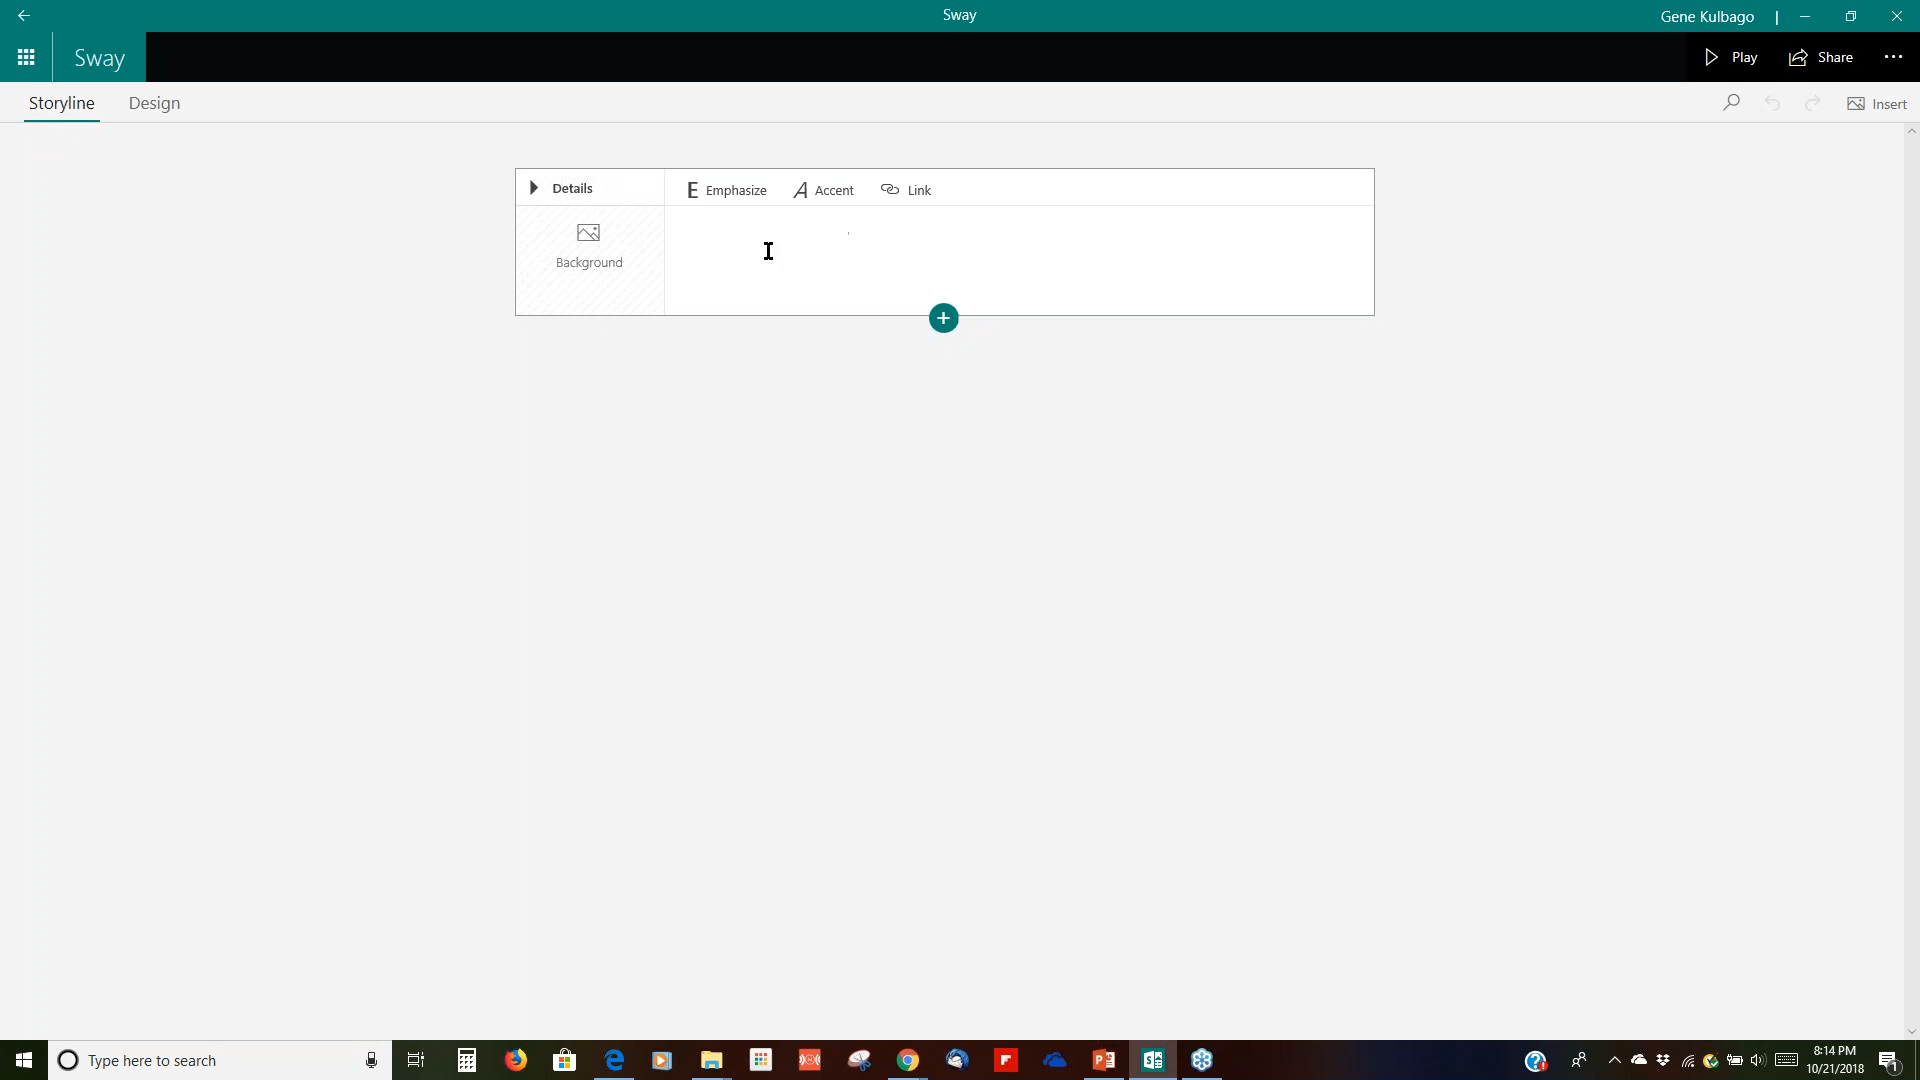 Sway
Gene Kulbago
Sway
Play
Share
Storyline
Design
Insert
Details
Emphasize
Accent
Link
Background
Type here to search
8:14 PM
10/21/2018